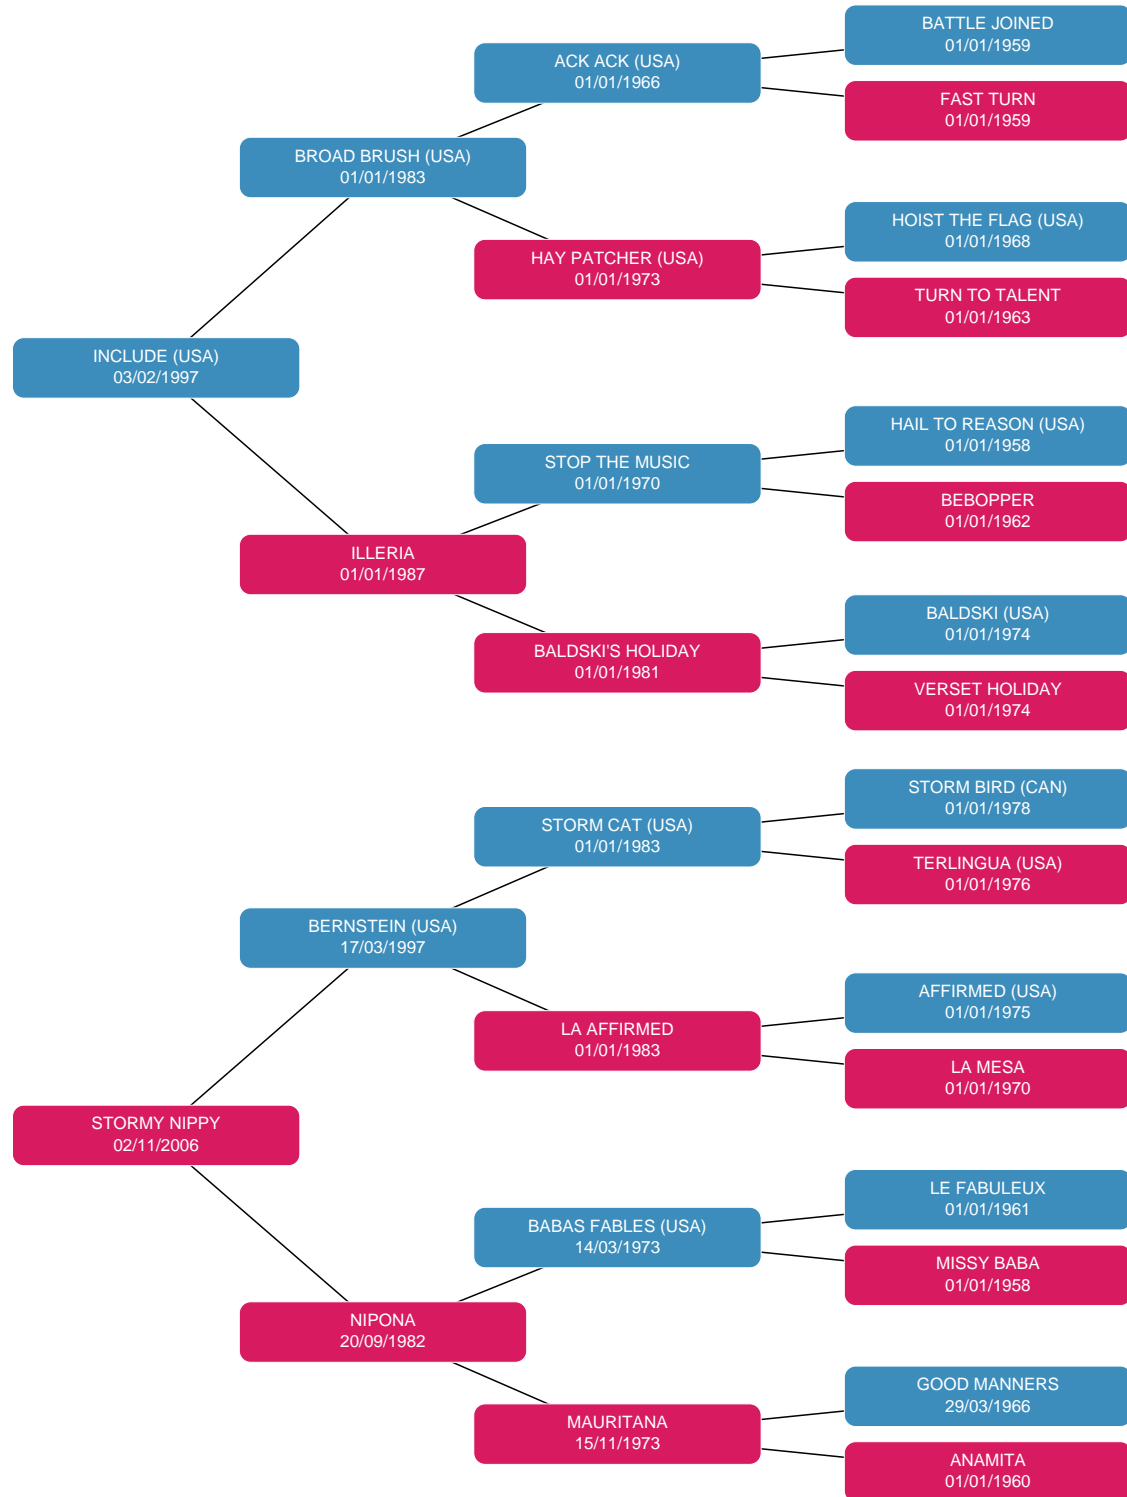 BATTLE JOINED
01/01/1959
ACK ACK (USA)
01/01/1966
FAST TURN
01/01/1959
BROAD BRUSH (USA)
01/01/1983
HOIST THE FLAG (USA)
01/01/1968
HAY PATCHER (USA)
01/01/1973
TURN TO TALENT
01/01/1963
INCLUDE (USA)
03/02/1997
HAIL TO REASON (USA)
01/01/1958
STOP THE MUSIC
01/01/1970
BEBOPPER
01/01/1962
ILLERIA
01/01/1987
BALDSKI (USA)
01/01/1974
BALDSKI'S HOLIDAY
01/01/1981
VERSET HOLIDAY
01/01/1974
STORM BIRD (CAN)
01/01/1978
STORM CAT (USA)
01/01/1983
TERLINGUA (USA)
01/01/1976
BERNSTEIN (USA)
17/03/1997
AFFIRMED (USA)
01/01/1975
LA AFFIRMED
01/01/1983
LA MESA
01/01/1970
STORMY NIPPY
02/11/2006
LE FABULEUX
01/01/1961
BABAS FABLES (USA)
14/03/1973
MISSY BABA
01/01/1958
NIPONA
20/09/1982
GOOD MANNERS
29/03/1966
MAURITANA
15/11/1973
ANAMITA
01/01/1960